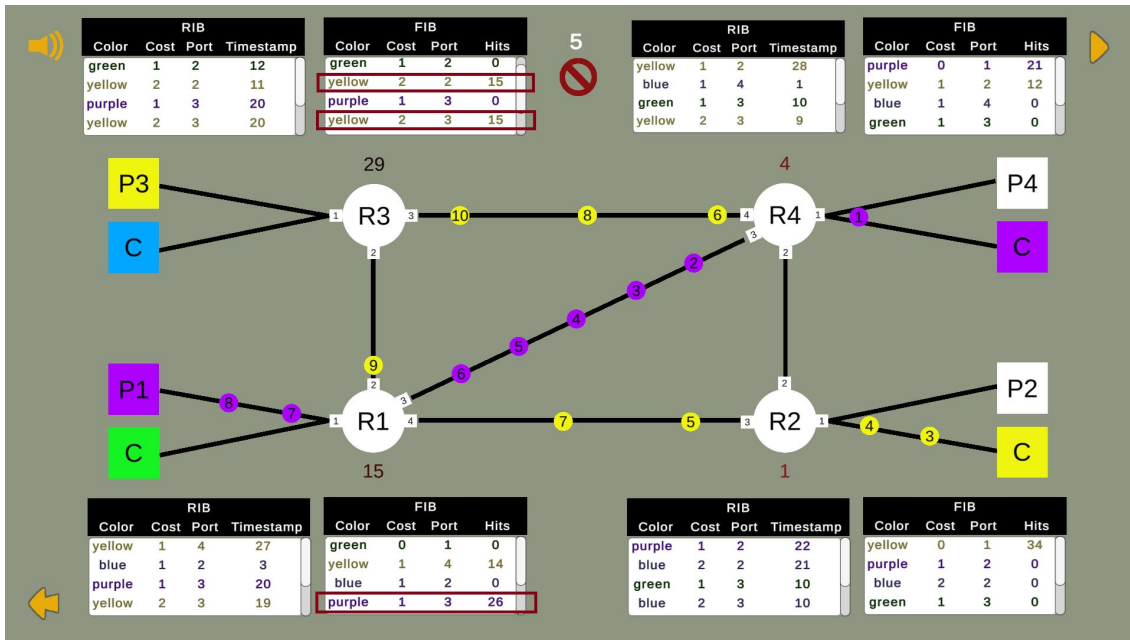 RIB
Color Cost Port Timestamp
green 1 2 12
yellow 2 2 11
purple 1 3 20
yellow 2 3 20
FIB
Color Cost Port Hits
green 1 2 0
yellow 2 2 15
purple 1 3 0
yellow 2 3 15
5
RIB
Color Cost Port Timestamp
yellow 1 2 28
blue 1 4 1
green 1 3 10
yellow 2 3 9
FIB
Color Cost Port Hits
purple 0 1 21
yellow 1 2 12
blue 1 4 0
green 1 3 0
29
4
P3
C
1 R3 3
2
10 8 6
4 R4 1
3
2
1
P4
C
2
3
4
5
6
9
P1
C
8 7
2
3
1 R1 4
7 5
2
3 R2 1
4 3
P2
C
15
1
RIB
Color Cost Port Timestamp
yellow 1 4 27
blue 1 2 3
purple 1 3 20
yellow 2 3 19
FIB
Color Cost Port Hits
green 0 1 0
yellow 1 4 14
blue 1 2 0
purple 1 3 26
RIB
Color Cost Port Timestamp
purple 1 2 22
blue 2 2 21
green 1 3 10
blue 2 3 10
FIB
Color Cost Port Hits
yellow 0 1 34
purple 1 2 0
blue 2 2 0
green 1 3 0